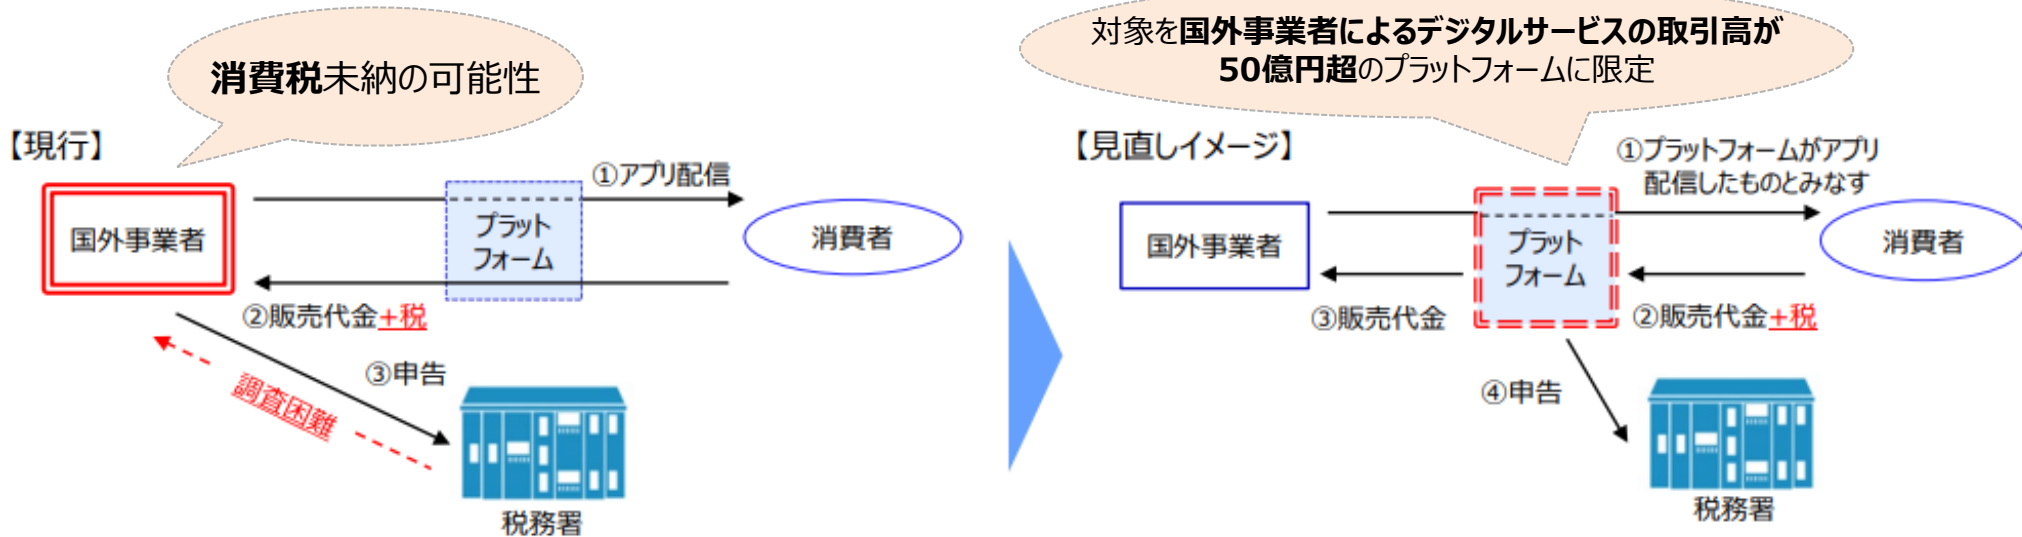 消費税未納の可能性
【現行】
①アプリ配信
国外事業者
プラット
フォーム
消費者
②販売代金+税
③申告
調査困難
税務署
対象を国外事業者によるデジタルサービスの取引高が
50億円超のプラットフォームに限定
【見直しイメージ】
①プラットフォームがアプリ
配信したものとみなす
国外事業者
プラット
フォーム
消費者
③販売代金
②販売代金+税
④申告
税務署